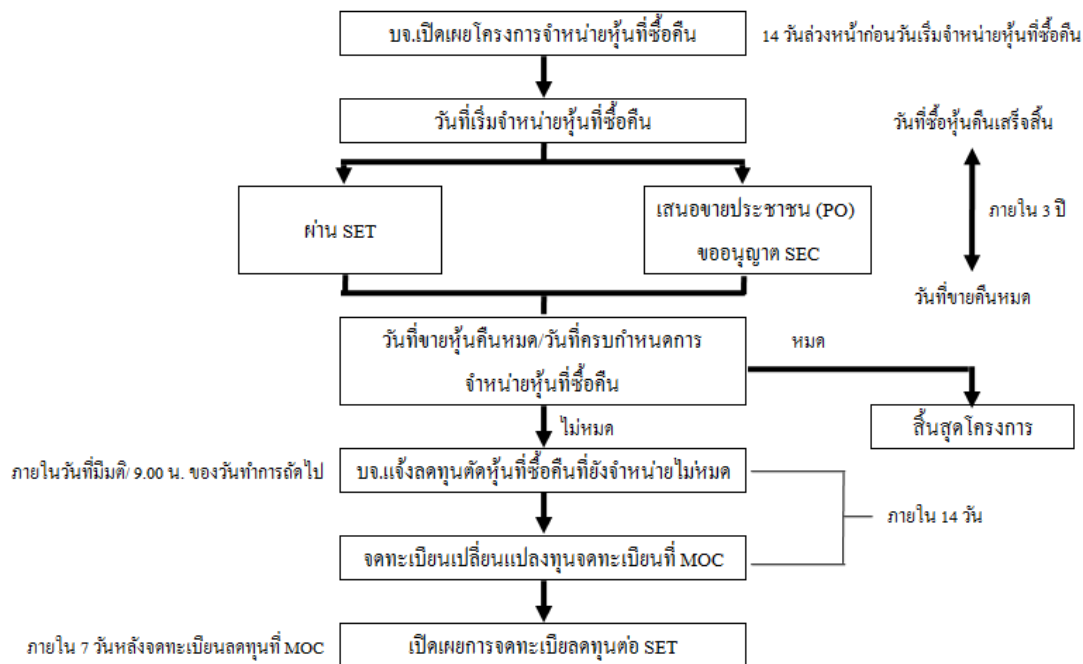 บจ.เปิดเผยโครงการจำหน่ายหุ้นที่ซื้อคืน
14 วันล่วงหน้าก่อนวันเริ่มจำหน่ายหุ้นที่ซื้อคืน
วันที่เริ่มจำหน่ายหุ้นที่ซื้อคืน
วันที่ซื้อหุ้นคืนเสร็จสิ้น
ผ่าน SET
เสนอขายประชาชน (PO)
ขออนุญาต SEC
ภายใน 3 ปี
วันที่ขายคืนหมด
วันที่ขายหุ้นคืนหมด/วันที่ครบกำหนดการ
จำหน่ายหุ้นที่ซื้อคืน
หมด
สิ้นสุดโครงการ
ไม่หมด
ภายในวันที่มีมติ/ 9.00 น. ของวันทำการถัดไป
บจ.แจ้งลดทุนตัดหุ้นที่ซื้อคืนที่ยังจำหน่ายไม่หมด
ภายใน 14 วัน
จดทะเบียนเปลี่ยนแปลงทุนจดทะเบียนที่ MOC
ภายใน 7 วันหลังจดทะเบียนลดทุนที่ MOC
เปิดเผยการจดทะเบียลดทุนต่อ SET